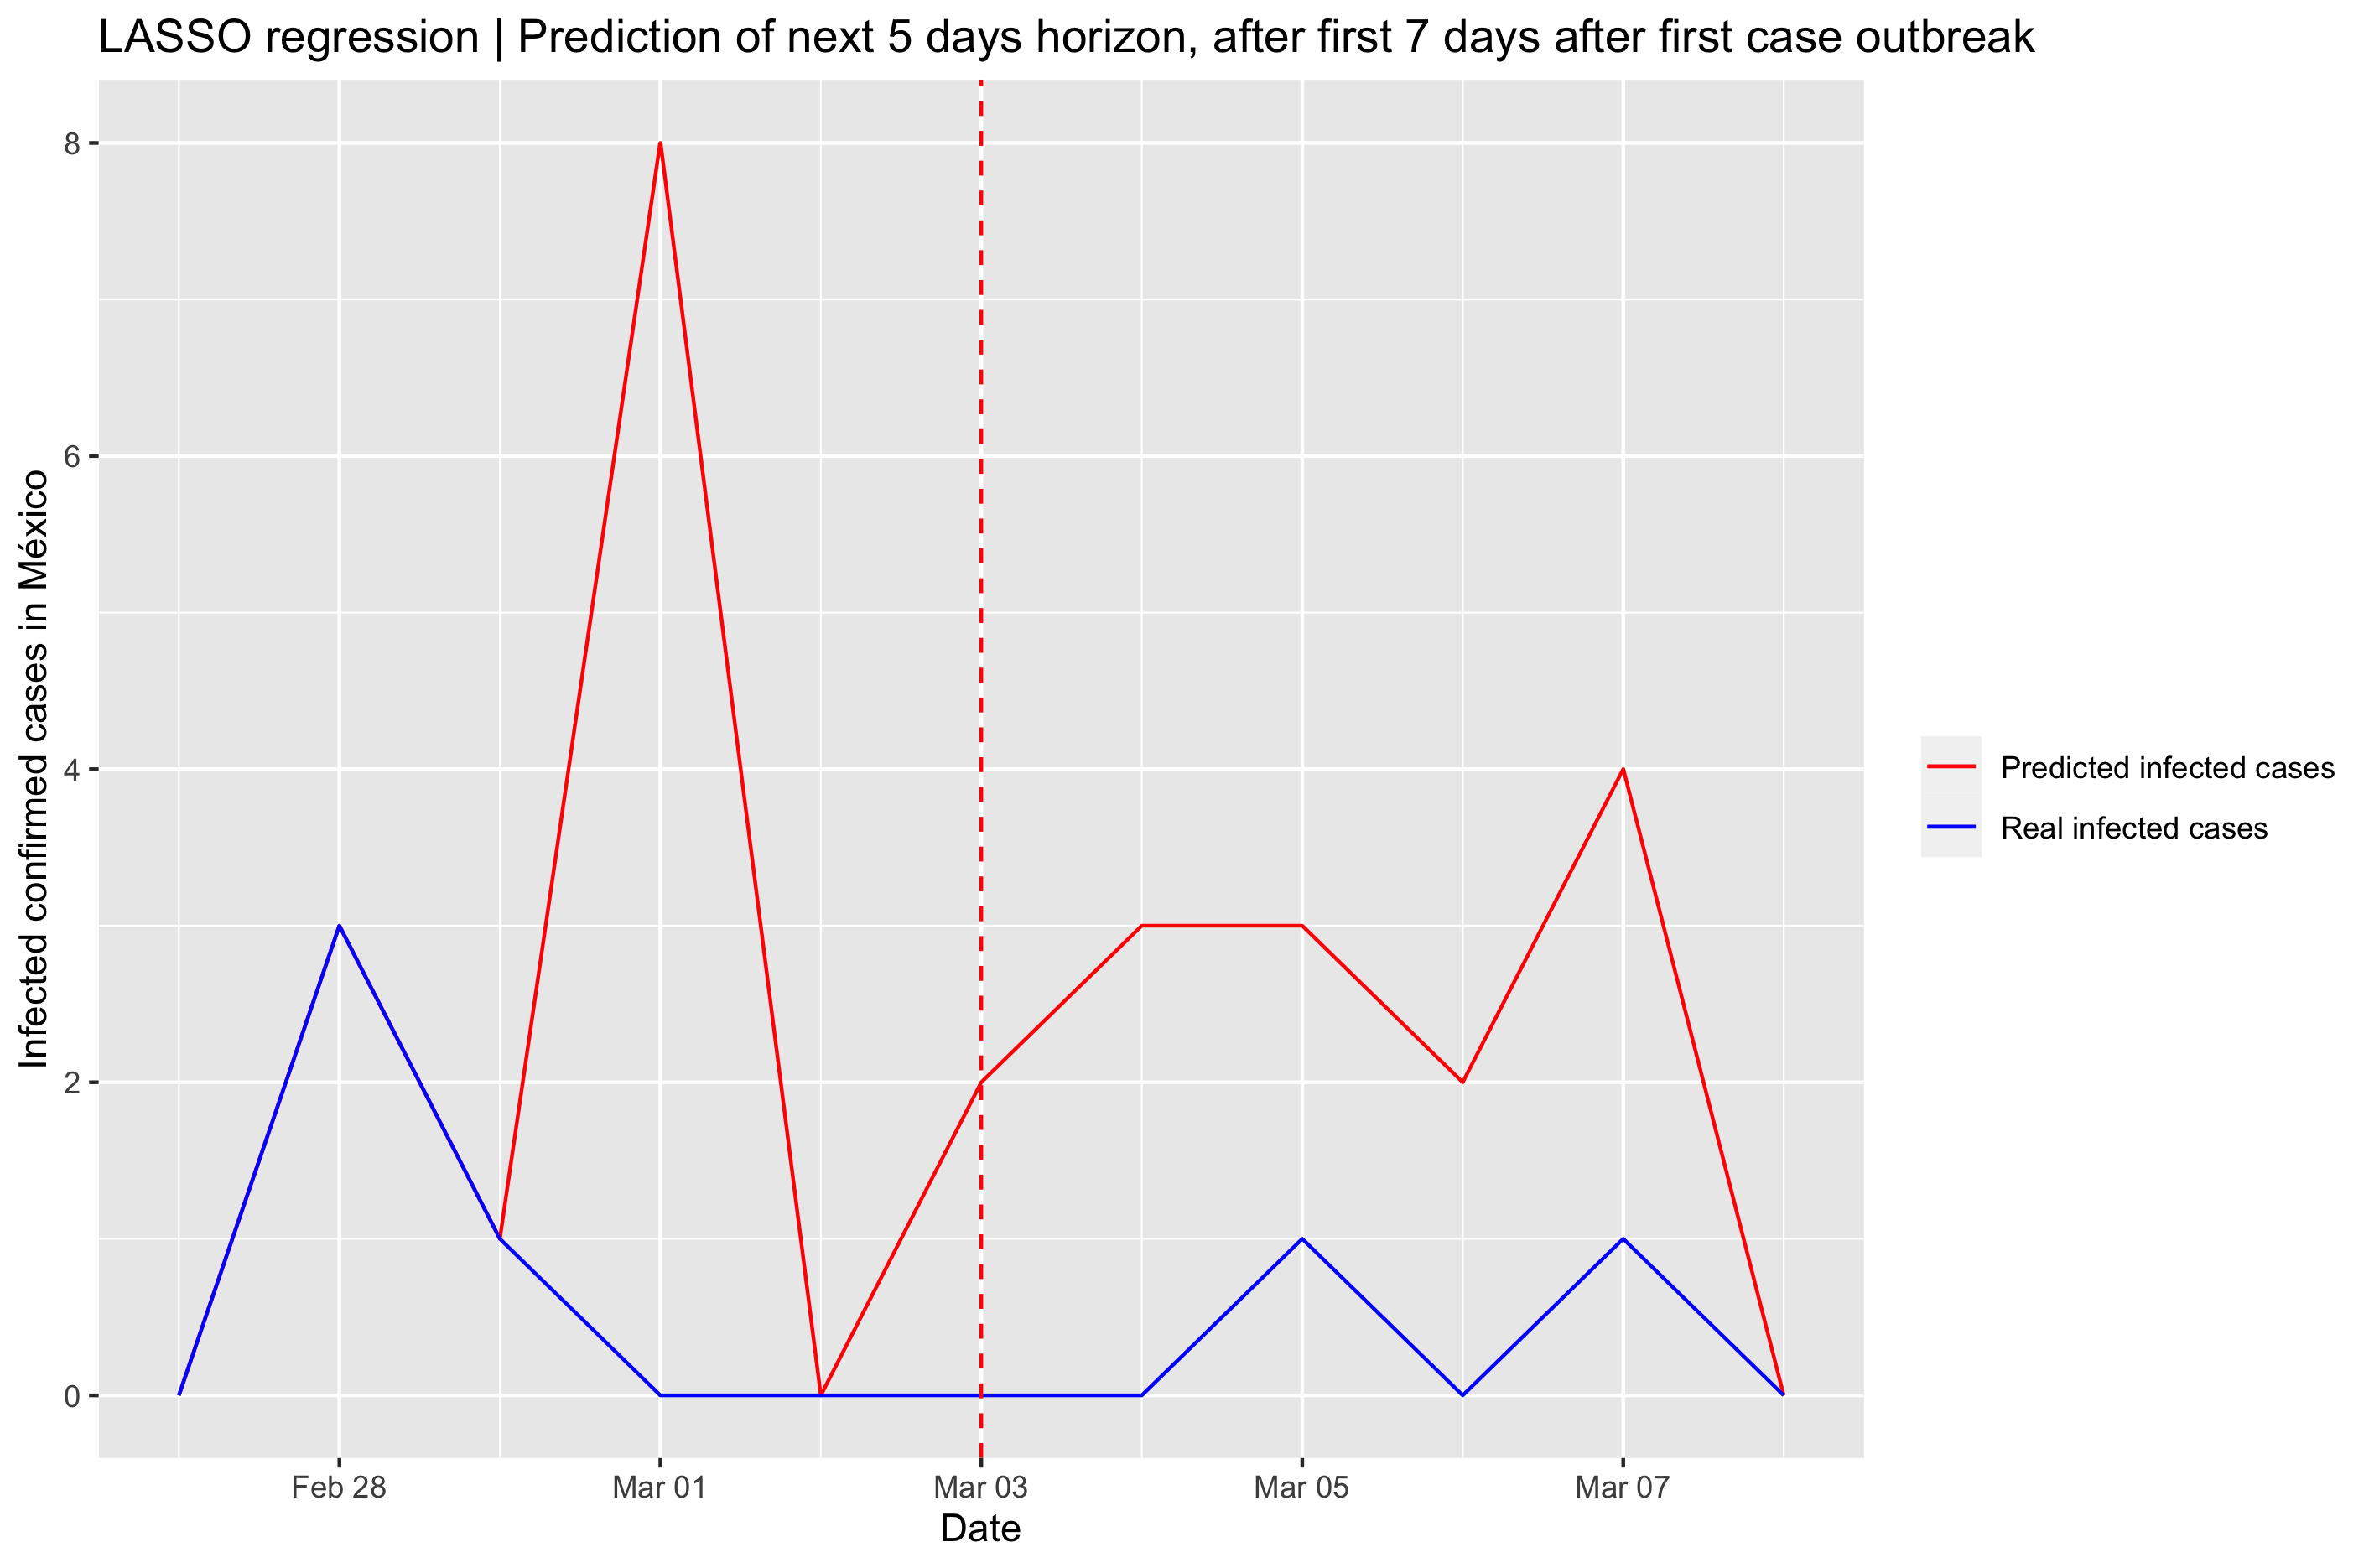 LASSO regression | Prediction of next 5 days horizon, after first 7 days after first case outbreak
Infected confirmed cases in México
8
6
4
2
0
Feb 28
Mar 01
Mar 03
Mar 05
Mar 07
Date
Predicted infected cases
Real infected cases